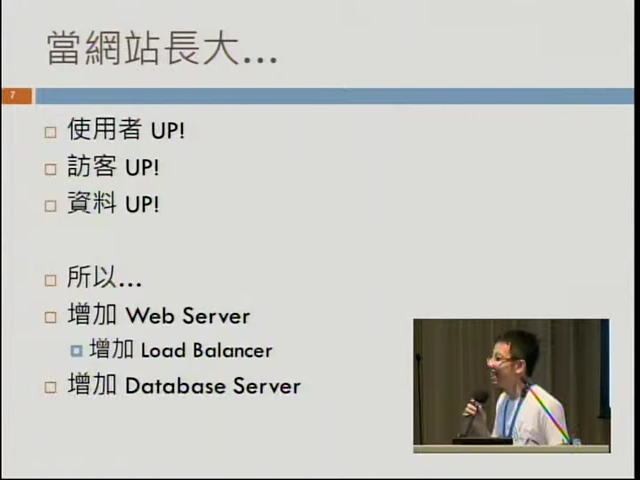 當網站長大…
7
使用者 UP!
訪客 UP!
資料 UP!
所以…
增加 Web Server
增加 Load Balancer
增加 Database Server